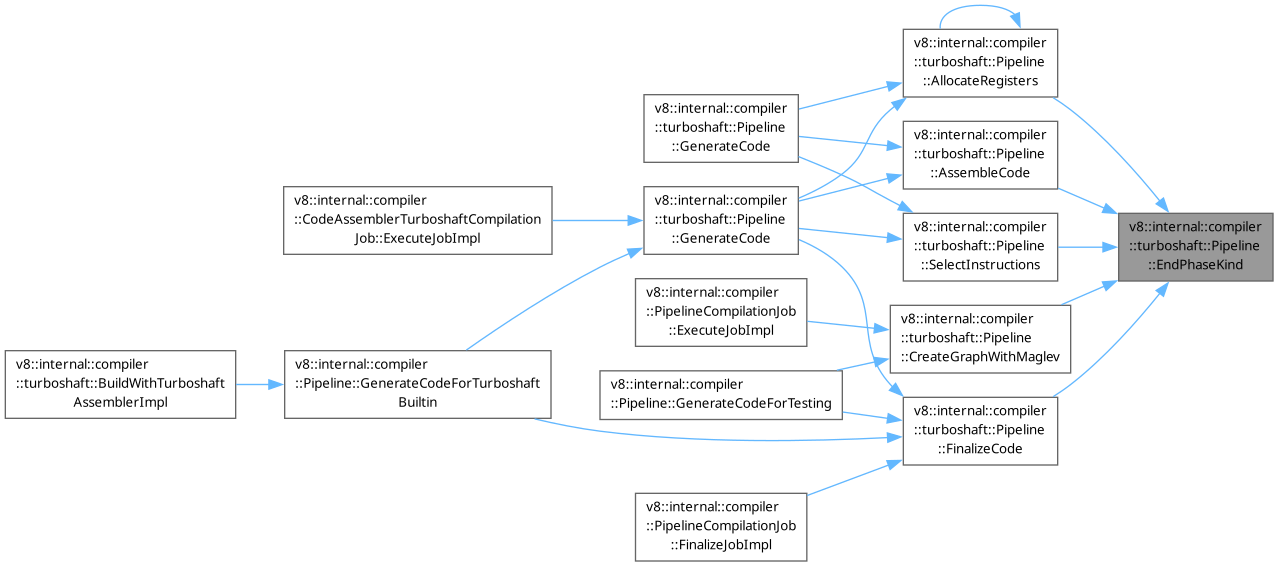 v8::internal::compiler
::turboshaft::Pipeline
::AllocateRegisters
v8::internal::compiler
::turboshaft::Pipeline
::GenerateCode
v8::internal::compiler
::turboshaft::Pipeline
::AssembleCode
v8::internal::compiler
::CodeAssemblerTurboshaftCompilation
Job::ExecuteJobImpl
v8::internal::compiler
::turboshaft::Pipeline
::GenerateCode
v8::internal::compiler
::turboshaft::Pipeline
::SelectInstructions
v8::internal::compiler
::turboshaft::Pipeline
::EndPhaseKind
v8::internal::compiler
::PipelineCompilationJob
::ExecuteJobImpl
v8::internal::compiler
::turboshaft::Pipeline
::CreateGraphWithMaglev
v8::internal::compiler
::turboshaft::BuildWithTurboshaft
AssemblerImpl
v8::internal::compiler
::Pipeline::GenerateCodeForTurboshaft
Builtin
v8::internal::compiler
::Pipeline::GenerateCodeForTesting
v8::internal::compiler
::turboshaft::Pipeline
::FinalizeCode
v8::internal::compiler
::PipelineCompilationJob
::FinalizeJobImpl